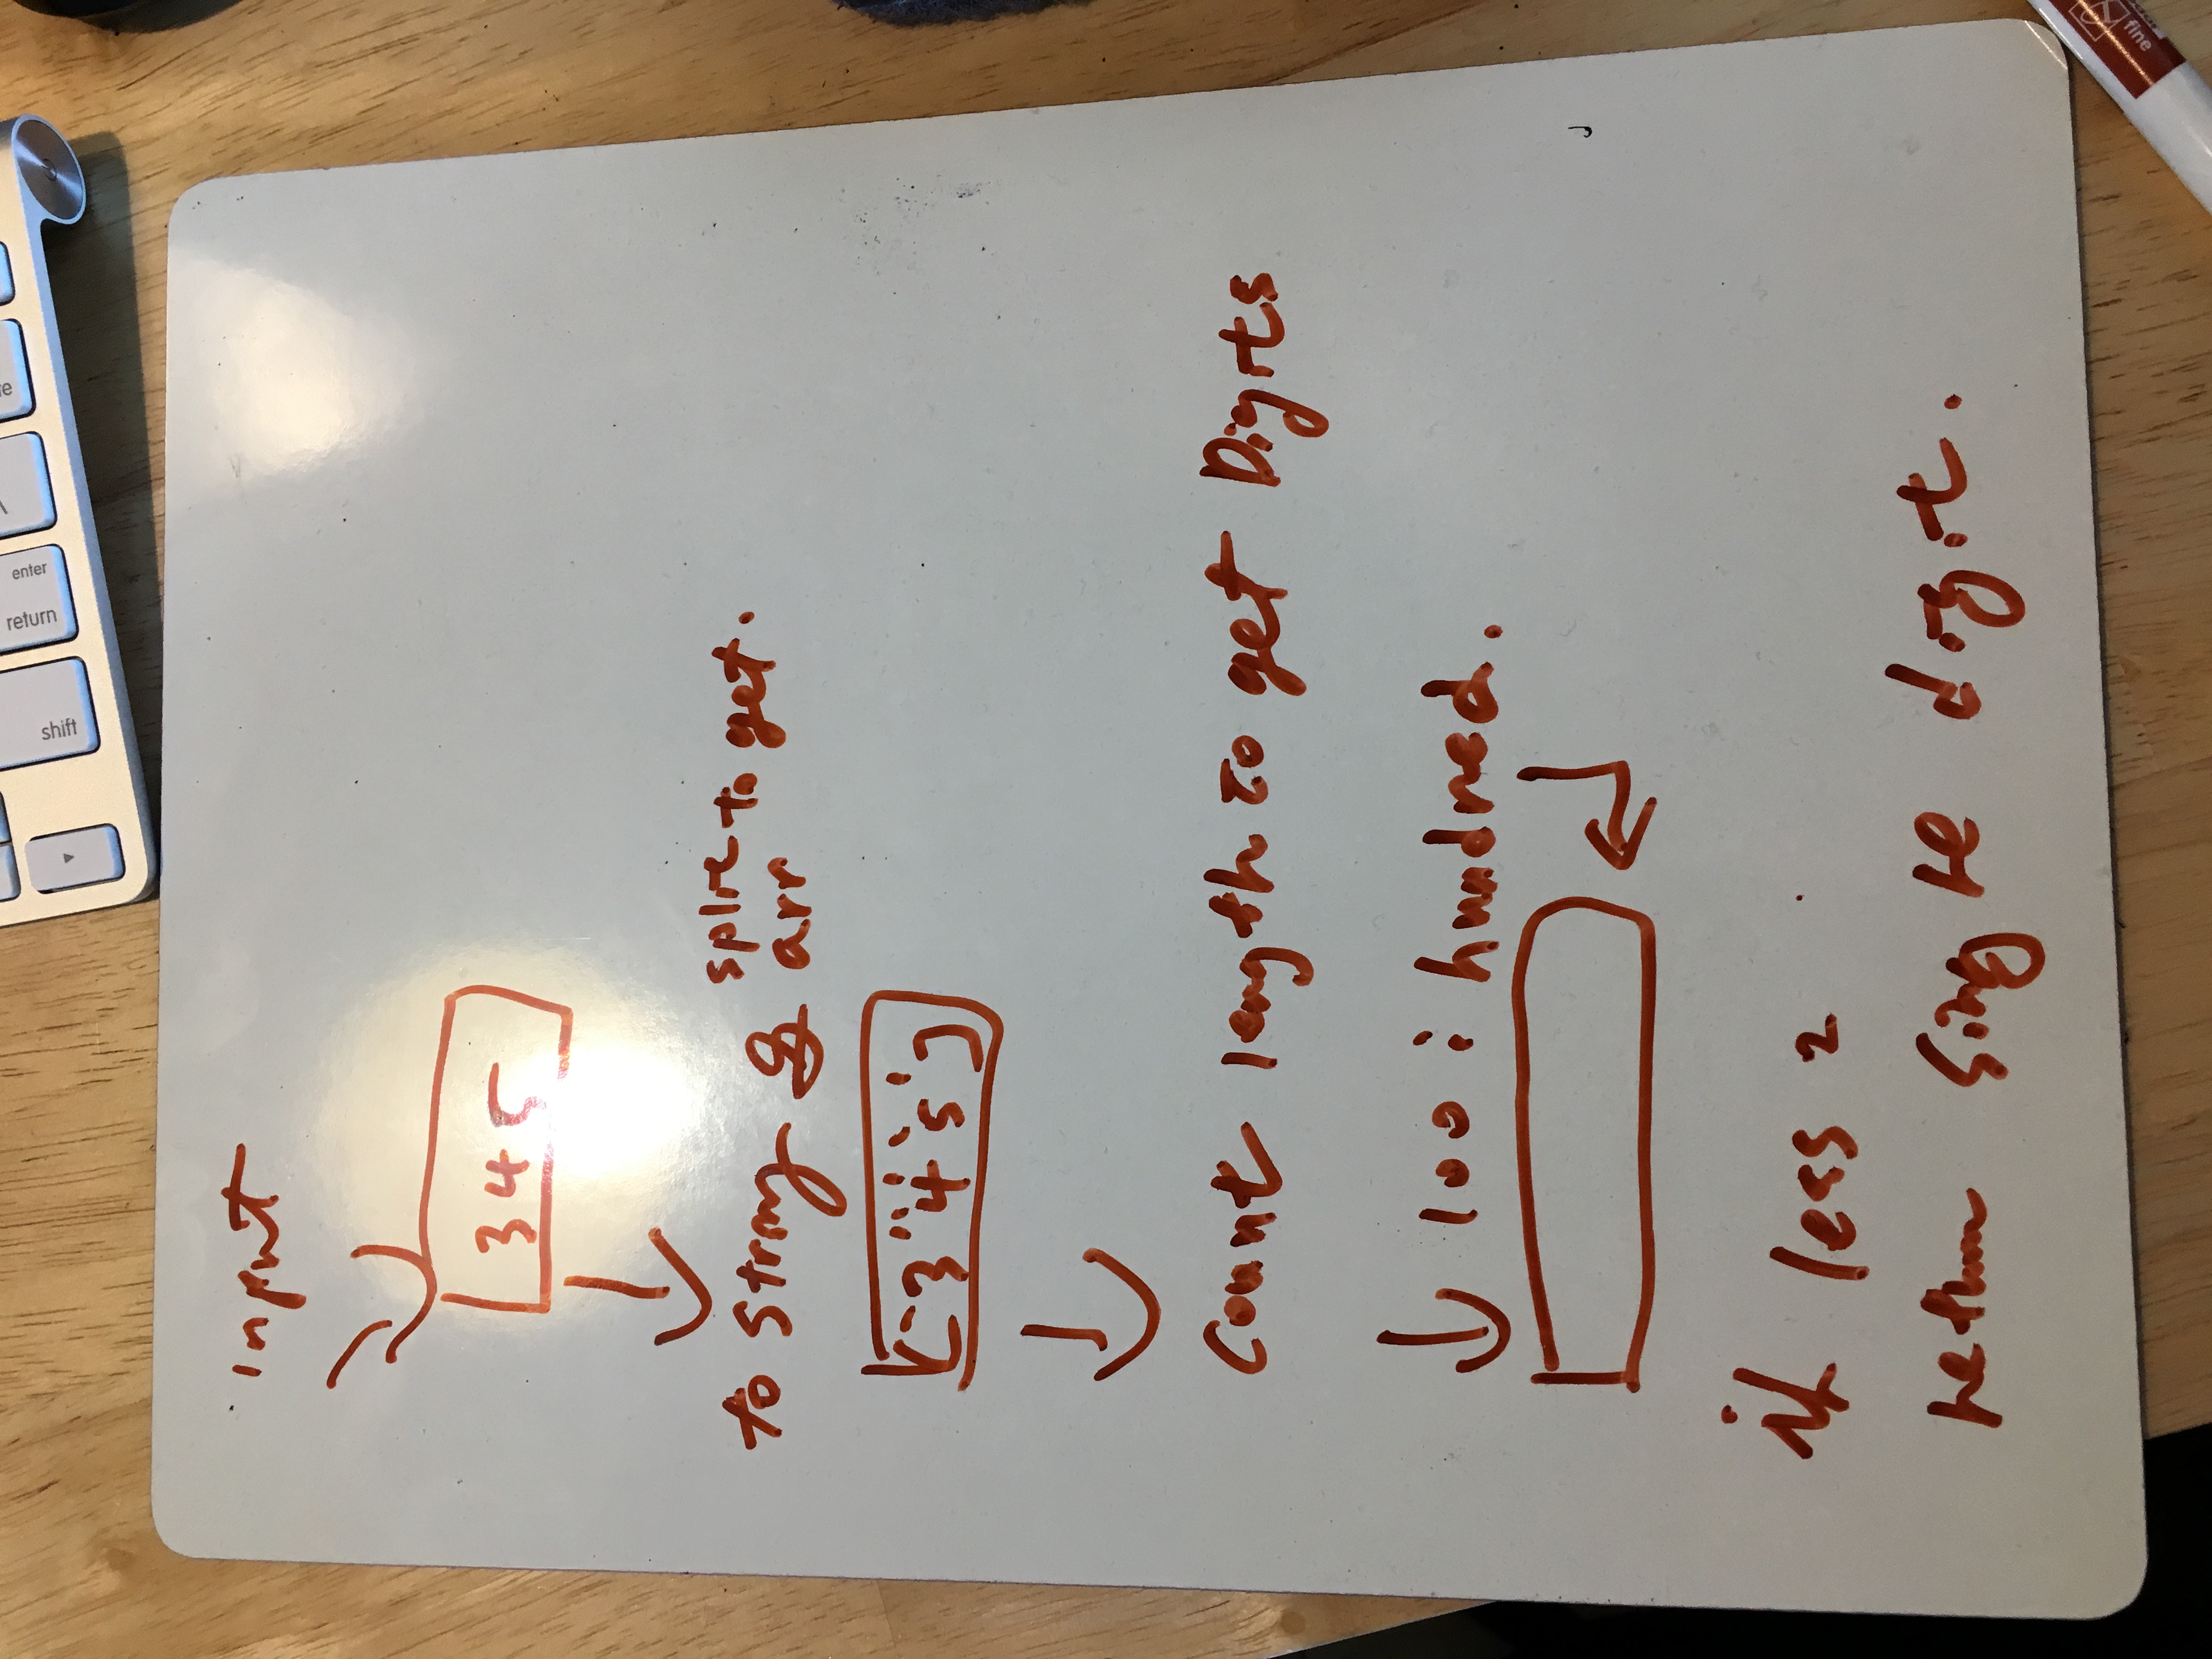 shift
return
enter
\
input
345
to string & split to get.
arr
['3''4''5']
Count length to get Digits
100 : hundred.
if less 2
return single digit.
fine